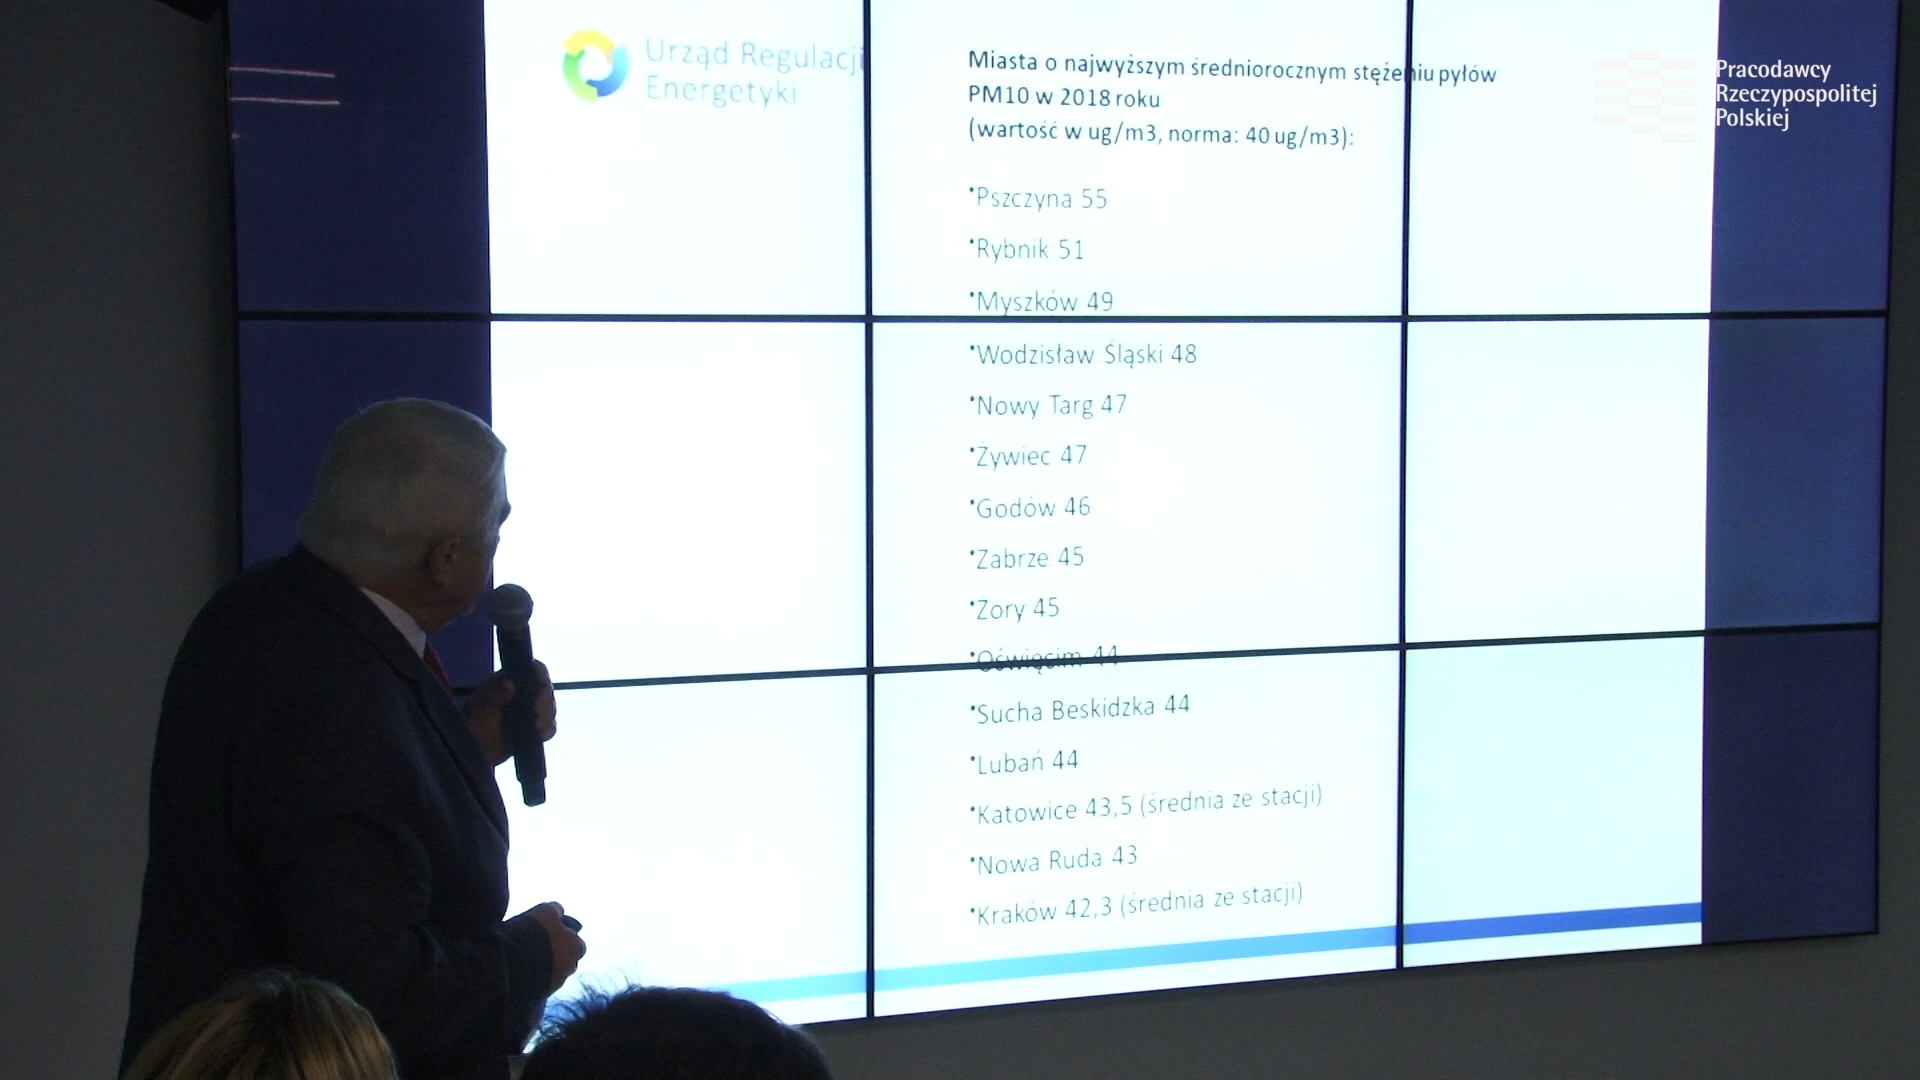 Urząd Regulacji
Energetyki
Miasta o najwyższym średniorocznym stężeniu pyłów
PM10 w 2018 roku
(wartość w ug/m3, norma: 40 ug/m3):
•Pszczyna 55
•Rybnik 51
•Myszków 49
•Wodzisław Śląski 48
•Nowy Targ 47
•Żywiec 47
•Godów 46
•Zabrze 45
•Żory 45
•Oświęcim 44
•Sucha Beskidzka 44
•Lubań 44
•Katowice 43,5 (średnia ze stacji)
•Nowa Ruda 43
•Kraków 42,3 (średnia ze stacji)
Pracodawcy
Rzeczypospolitej
Polskiej